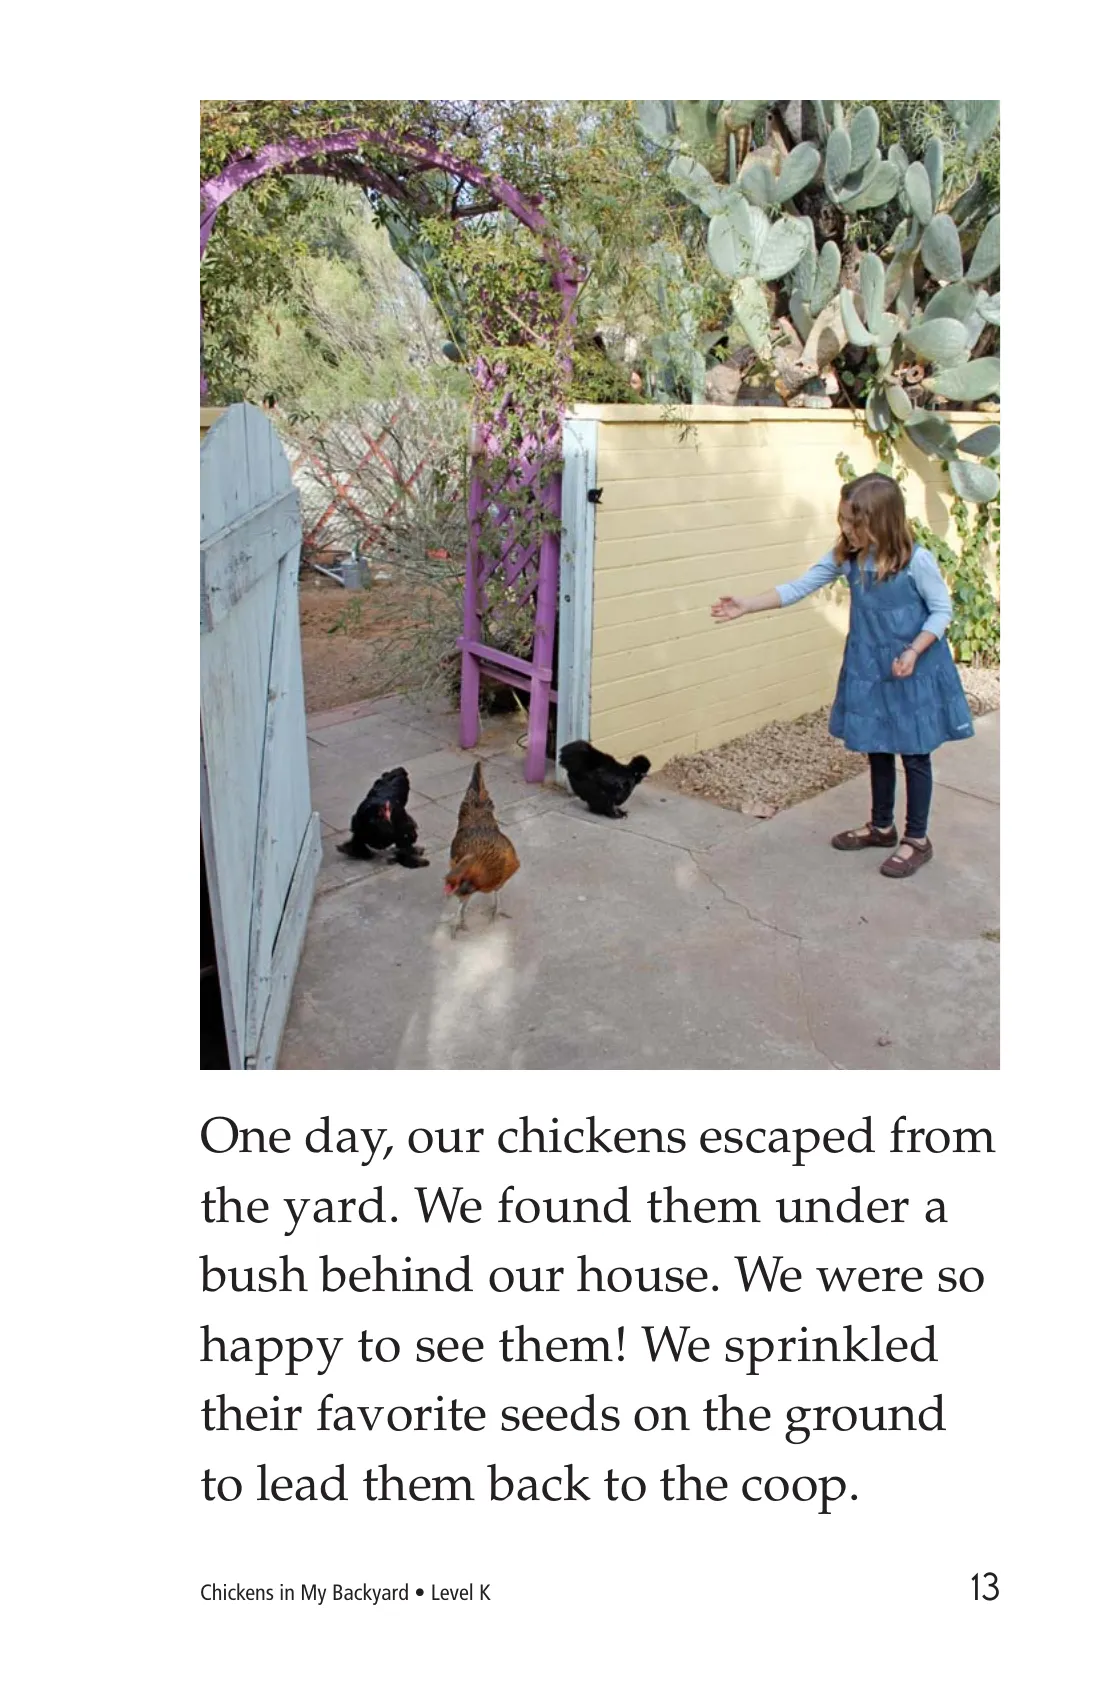 One day, our chickens escaped from
the yard. We found them under a
bush behind our house. We were so
happy to see them! We sprinkled
their favorite seeds on the ground
to lead them back to the coop.
Chickens in My Backyard • Level K
13